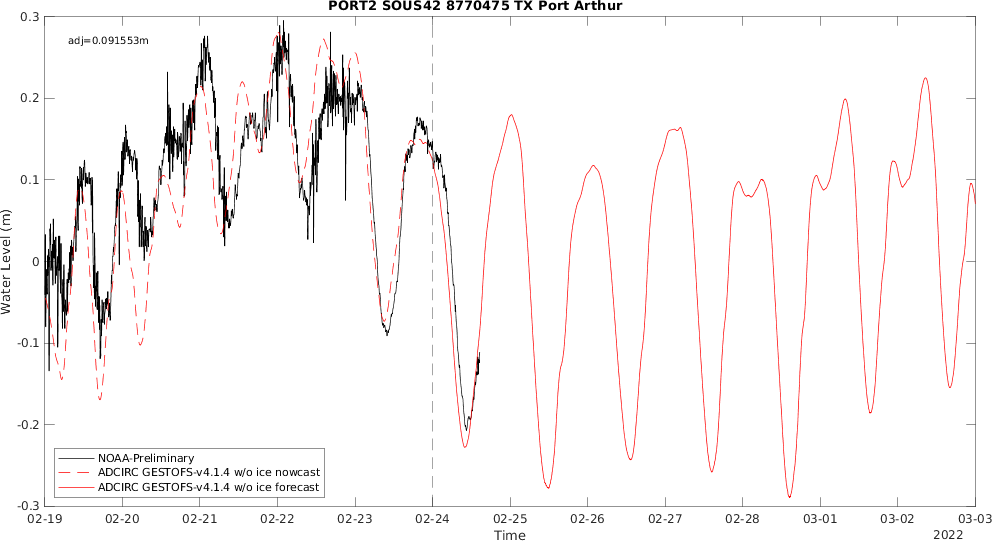 PORT2 SOUS42 8770475 TX Port Arthur
adj=0.091553m
0.3
0.2
0.1
0
-0.1
-0.2
-0.3
Water Level (m)
NOAA-Preliminary
ADCIRC GESTOFS-v4.1.4 w/o ice nowcast
ADCIRC GESTOFS-v4.1.4 w/o ice forecast
02-19 02-20 02-21 02-22 02-23 02-24 02-25 02-26 02-27 02-28 03-01 03-02 03-03
Time
2022